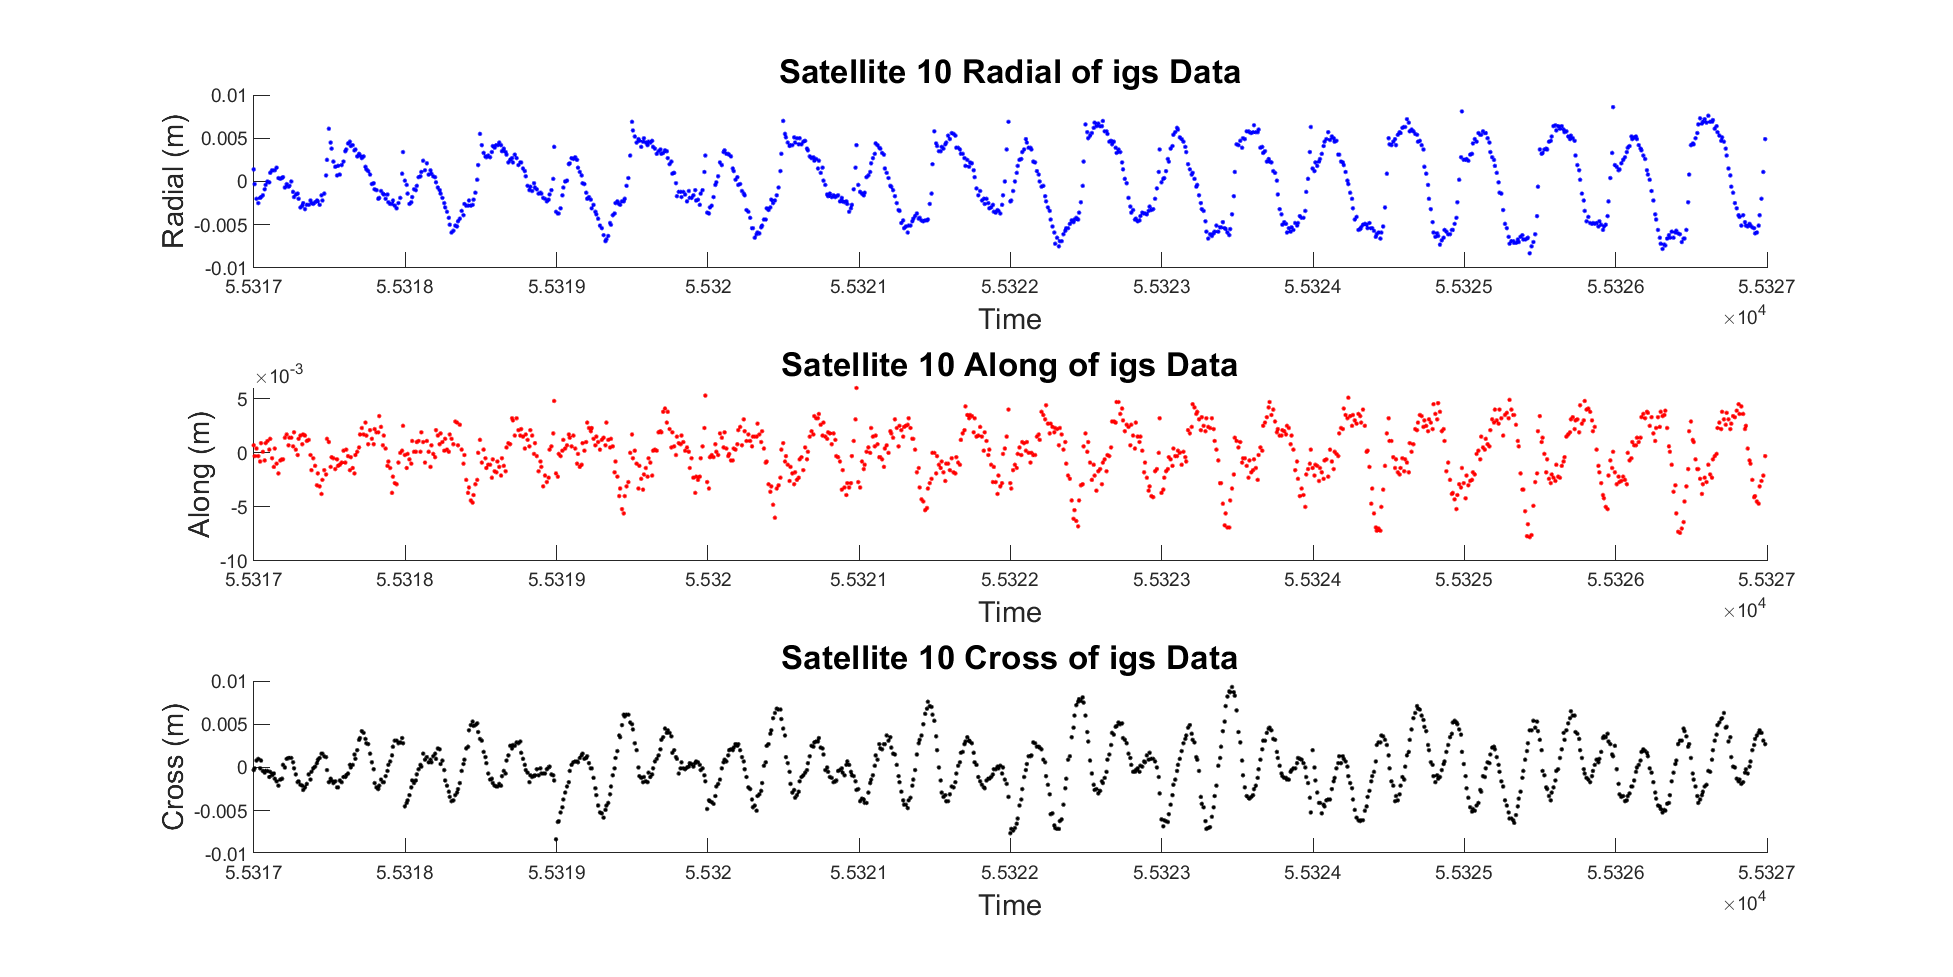 Satellite 10 Radial of igs Data
0.01
0.005
0
-0.005
-0.01
Radial (m)
5.5317 5.5318 5.5319 5.532 5.5321 5.5322 5.5323 5.5324 5.5325 5.5326 5.5327
×10^4
Time
Satellite 10 Along of igs Data
×10^-3
5
0
-5
-10
Along (m)
5.5317 5.5318 5.5319 5.532 5.5321 5.5322 5.5323 5.5324 5.5325 5.5326 5.5327
×10^4
Time
Satellite 10 Cross of igs Data
0.01
0.005
0
-0.005
-0.01
Cross (m)
5.5317 5.5318 5.5319 5.532 5.5321 5.5322 5.5323 5.5324 5.5325 5.5326 5.5327
×10^4
Time